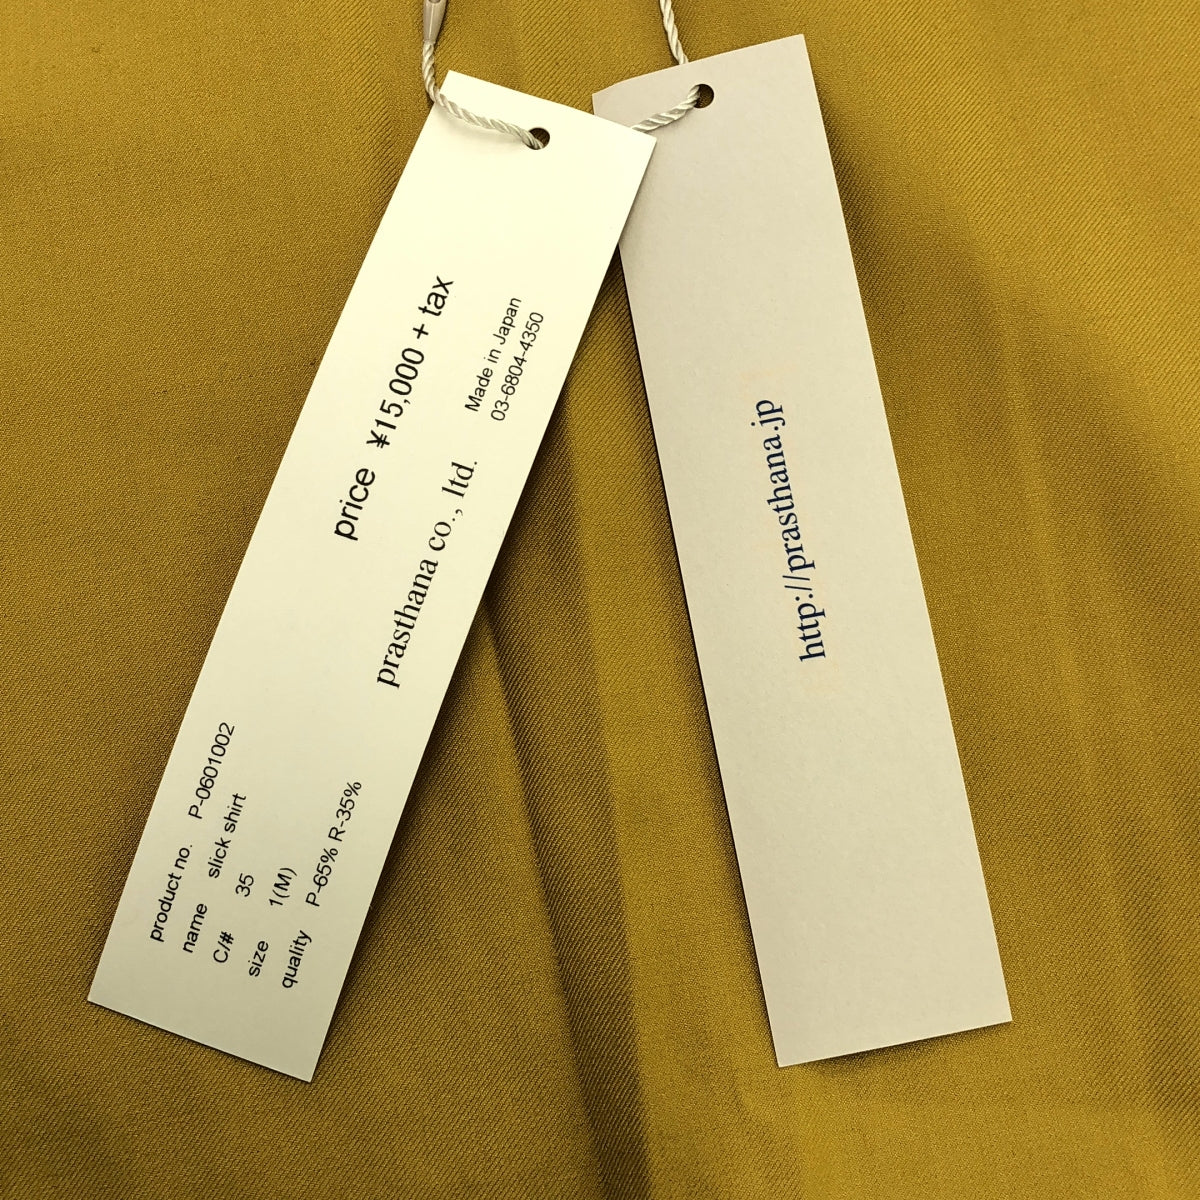 product no. P-0601002
name slick shirt
C/# 35
size 1(M)
quality P-65% R-35%
price ¥15,000 + tax
prasthana co., ltd.
Made in Japan
03-6804-4350
http://prasthana.jp